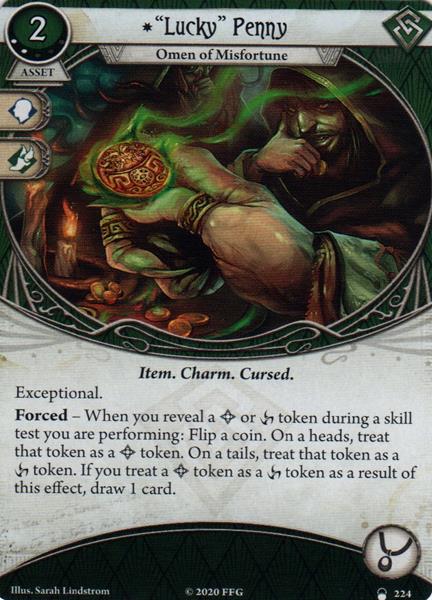 2
*"Lucky" Penny
ASSET
Omen of Misfortune
Item. Charm. Cursed.
Exceptional.
Forced – When you reveal a or token during a skill
test you are performing: Flip a coin. On a heads, treat
that token as a token. On a tails, treat that token as a
token. If you treat a token as a token as a result of
this effect, draw 1 card.
Illus. Sarah Lindstrom
© 2020 FFG
224